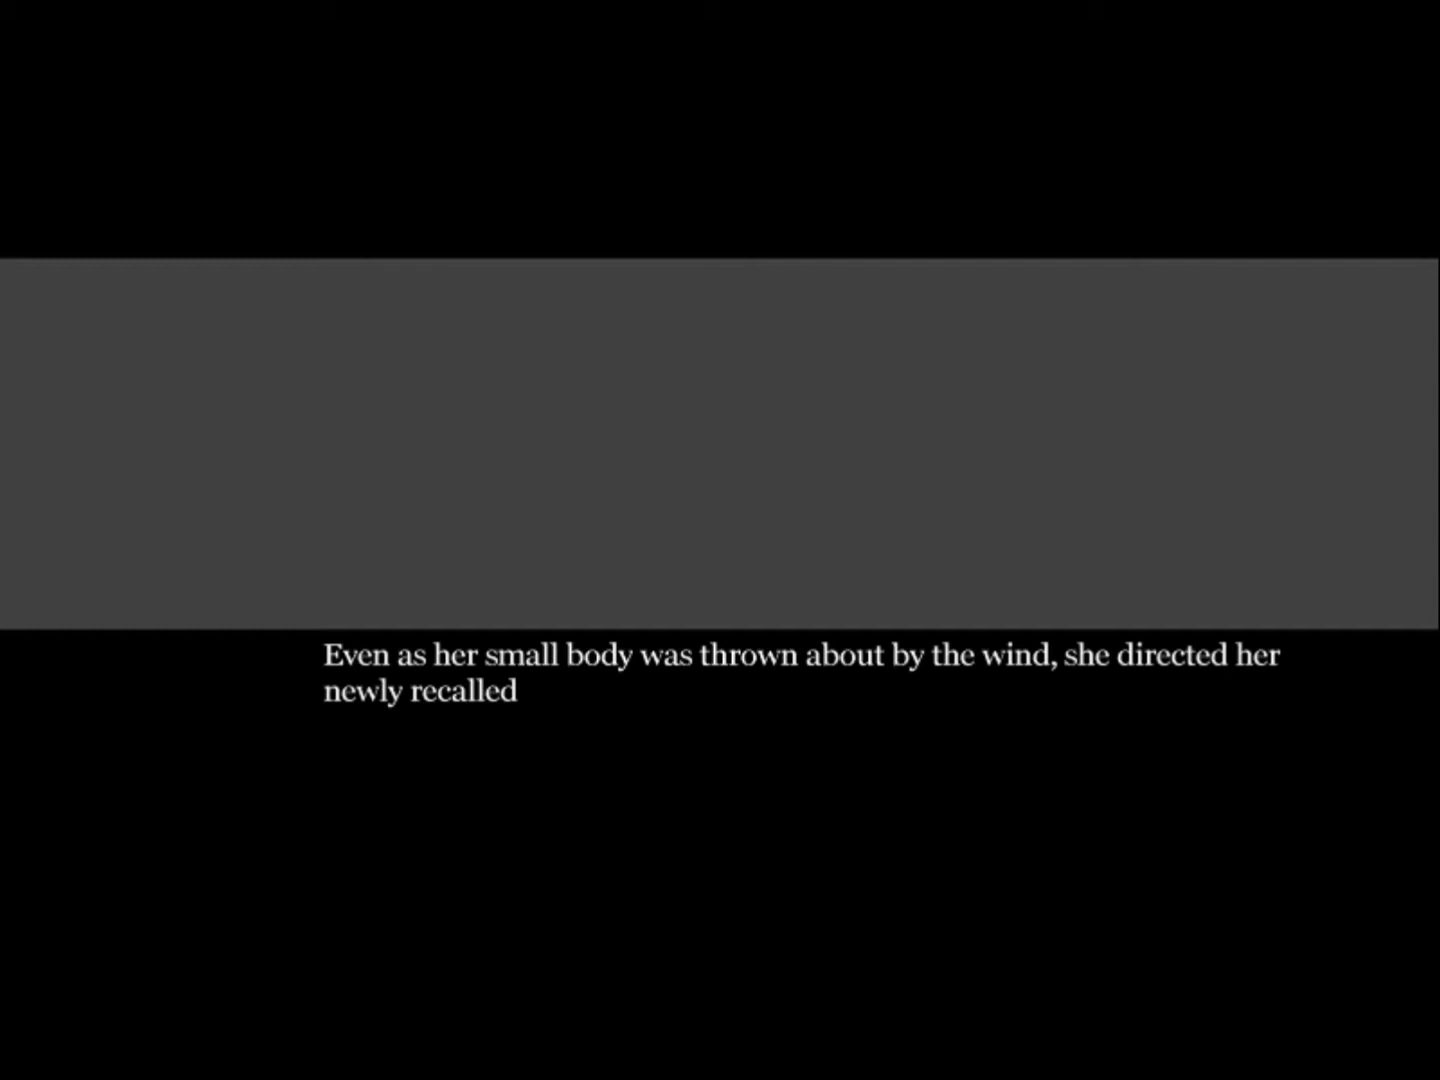 Even as her small body was thrown about by the wind, she directed her
newly recalled